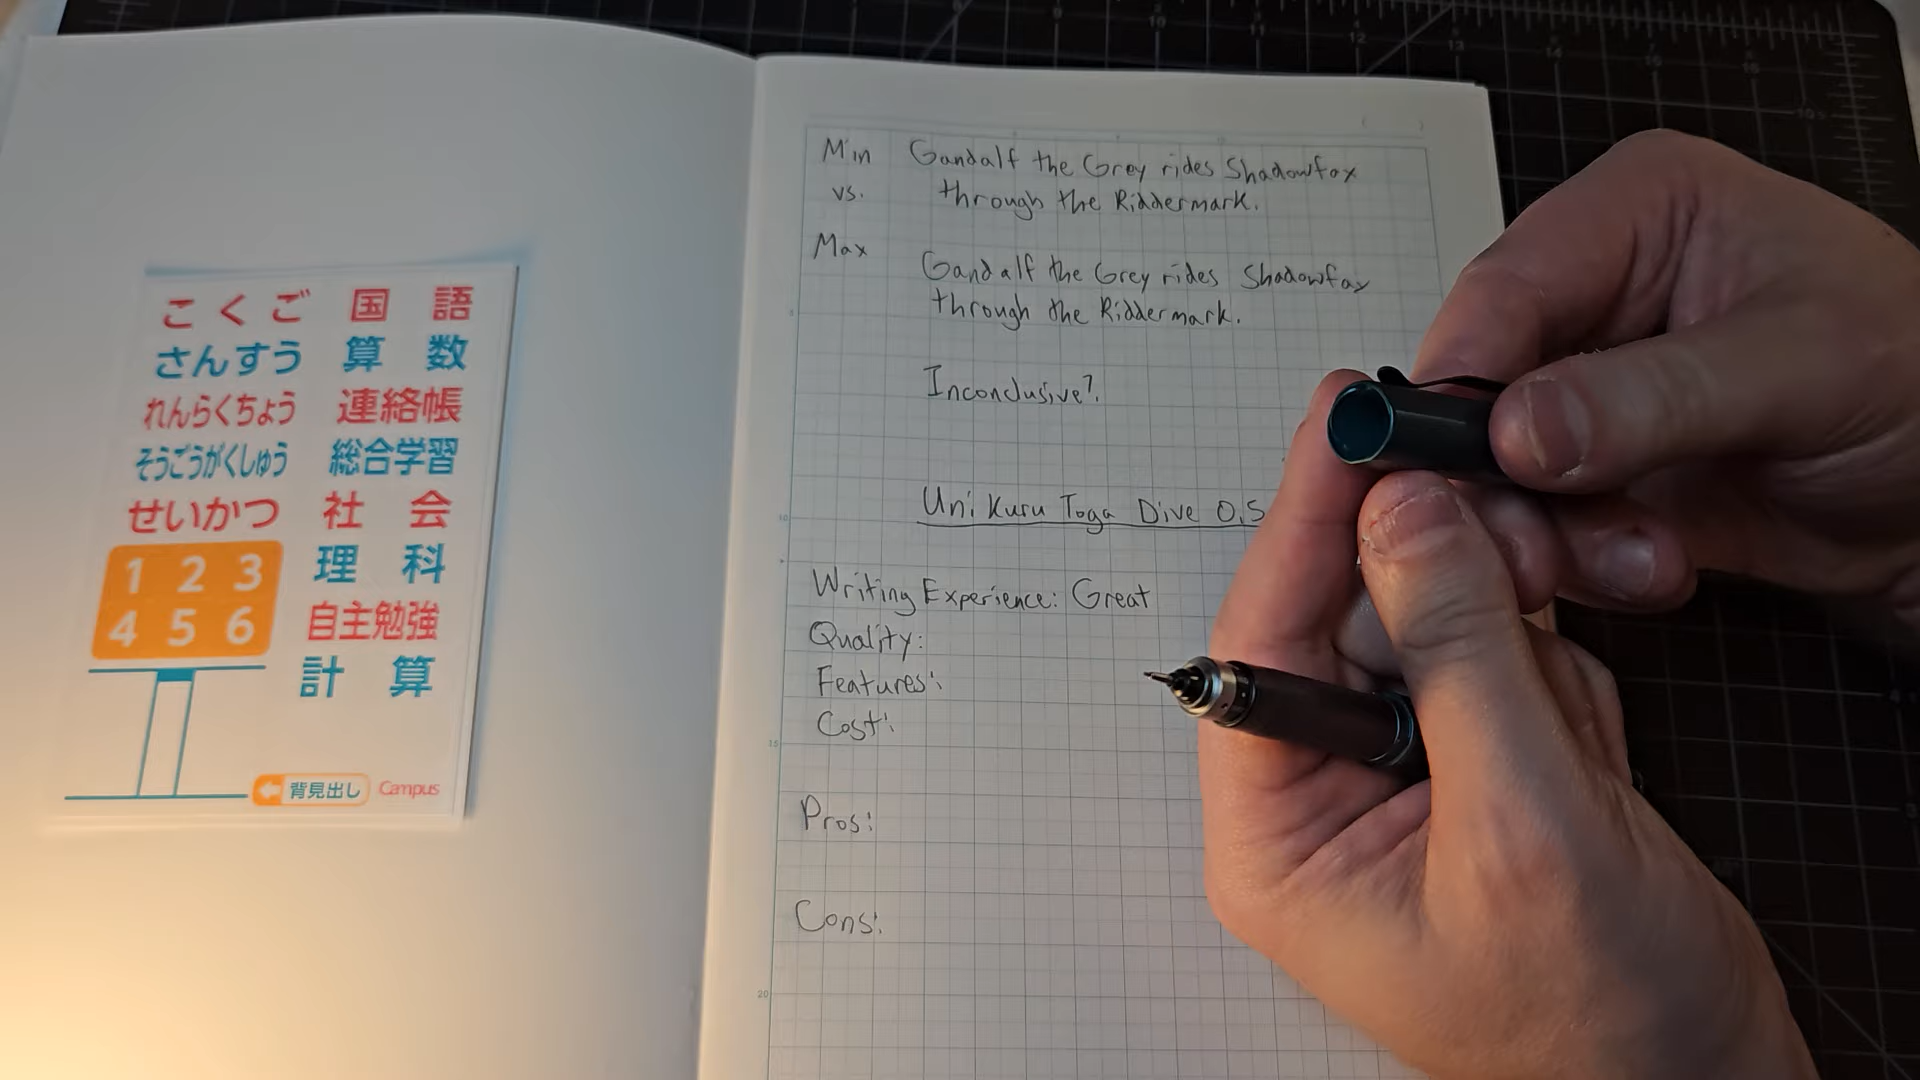 こくご 国 語
さんすう 算 数
れんらくちょう 連絡帳
そうごうがくしゅう 総合学習
せいかつ 社 会
1 2 3 理 科
4 5 6 自主勉強
計 算
背見出し Campus
Min Gandalf the Grey rides Shadowfax
vs. through the Riddermark.
Max Gandalf the Grey rides Shadowfax
through the Riddermark.
Inconclusive?
Uni Kuru Toga Dive 0.5
Writing Experience: Great
Quality:
Features:
Cost:
Pros:
Cons:
5
10
15
20